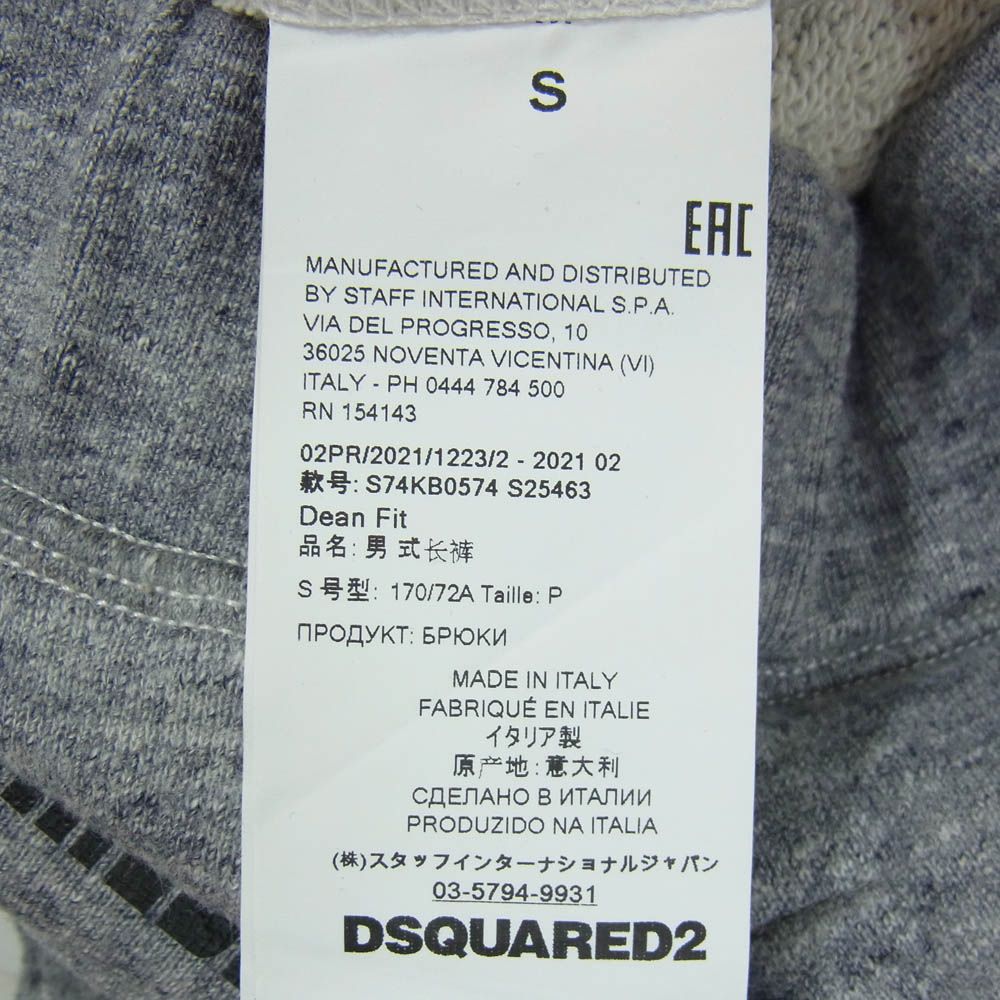 S
EAC
MANUFACTURED AND DISTRIBUTED
BY STAFF INTERNATIONAL S.P.A.
VIA DEL PROGRESSO, 10
36025 NOVENTA VICENTINA (VI)
ITALY - PH 0444 784 500
RN 154143
02PR/2021/1223/2 - 2021 02
款号: S74KB0574 S25463
Dean Fit
品名: 男 式长裤
S 号型: 170/72A Taille: P
ПРОДУКТ: БРЮКИ
MADE IN ITALY
FABRIQUÉ EN ITALIE
イタリア製
原产地: 意大利
СДЕЛАНО В ИТАЛИИ
PRODUZIDO NA ITALIA
(株)スタッフインターナショナルジャパン
03-5794-9931
DSQUARED2